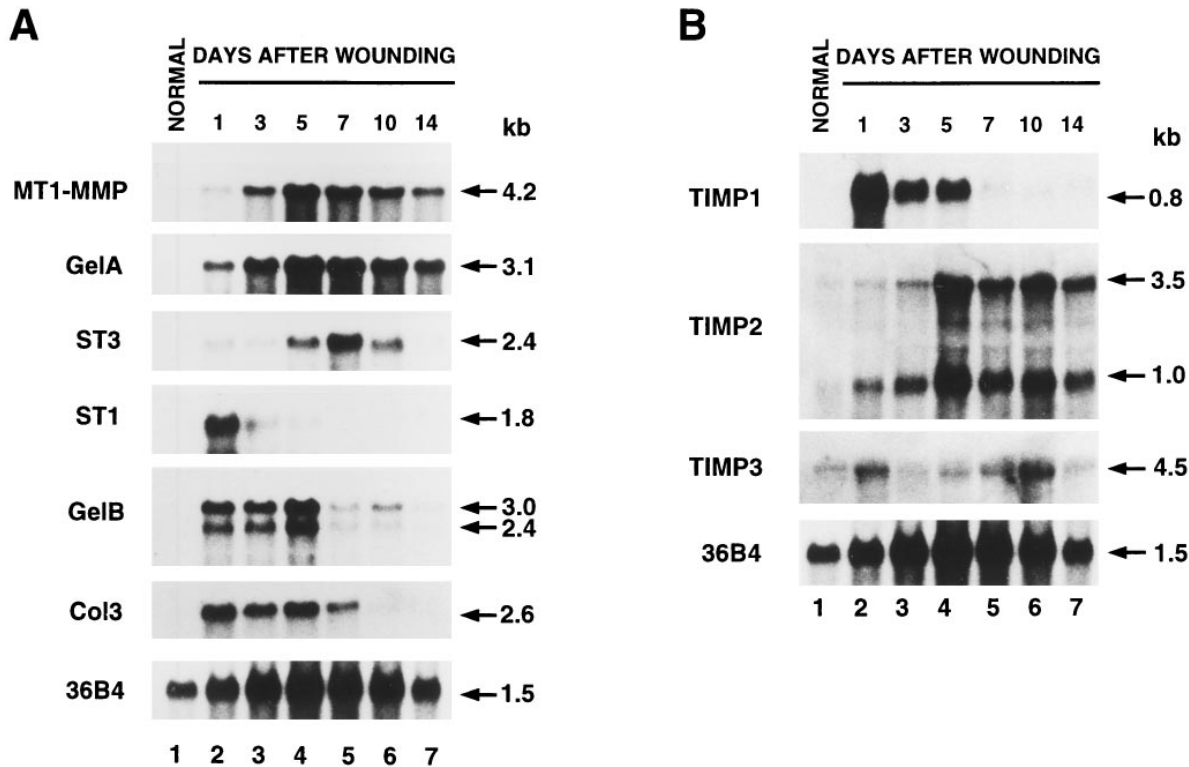 A
NORMAL
DAYS AFTER WOUNDING
1 3 5 7 10 14
kb
MT1-MMP
4.2
GelA
3.1
ST3
2.4
ST1
1.8
GelB
3.0
2.4
Col3
2.6
36B4
1.5
1 2 3 4 5 6 7
B
NORMAL
DAYS AFTER WOUNDING
1 3 5 7 10 14
kb
TIMP1
0.8
TIMP2
3.5
1.0
TIMP3
4.5
36B4
1.5
1 2 3 4 5 6 7